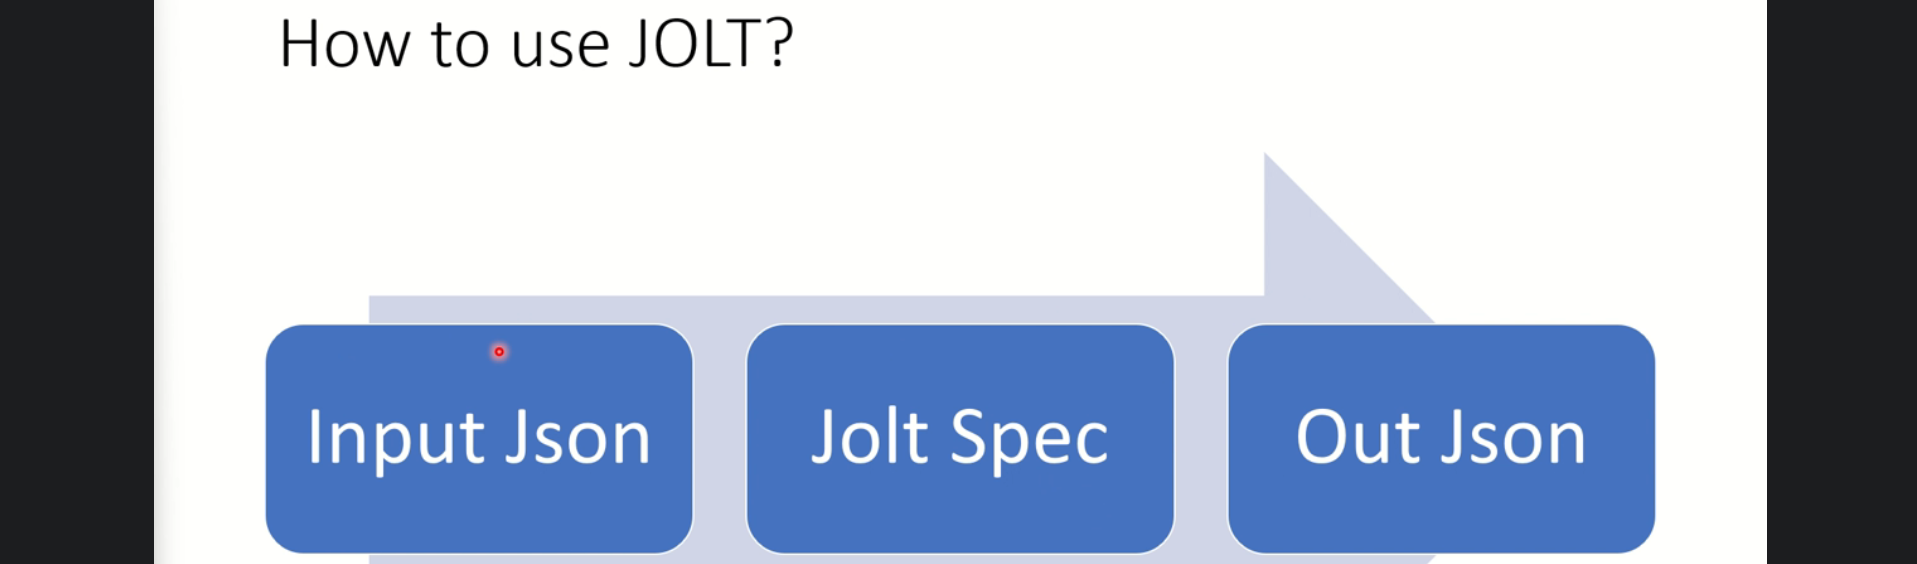 How to use JOLT?
Input Json
Jolt Spec
Out Json